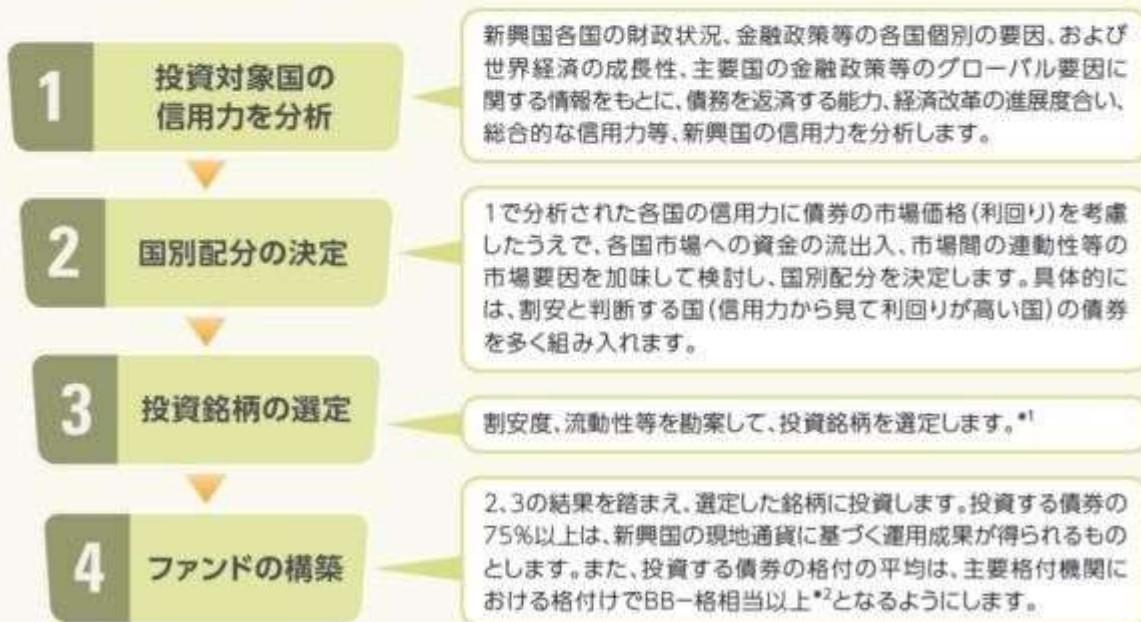 1
投資対象国の
信用力を分析
新興国各国の財政状況、金融政策等の各国個別の要因、および
世界経済の成長性、主要国の金融政策等のグローバル要因に
関する情報をもとに、債務を返済する能力、経済改革の進展度合い、
総合的な信用力等、新興国の信用力を分析します。
2
国別配分の決定
1で分析された各国の信用力に債券の市場価格(利回り)を考慮
したうえで、各国市場への資金の流出入、市場間の連動性等の
市場要因を加味して検討し、国別配分を決定します。具体的に
は、割安と判断する国(信用力から見て利回りが高い国)の債券
を多く組み入れます。
3
投資銘柄の選定
割安度、流動性等を勘案して、投資銘柄を選定します。*1
4
ファンドの構築
2、3の結果を踏まえ、選定した銘柄に投資します。投資する債券の
75%以上は、新興国の現地通貨に基づく運用成果が得られるもの
とします。また、投資する債券の格付の平均は、主要格付機関に
おける格付けでBB−格相当以上*2となるようにします。